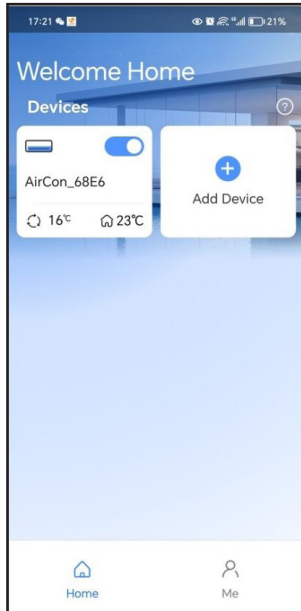 17:21 21%
Welcome Home
Devices
AirCon_68E6
16℃ 23℃
Add Device
Home Me